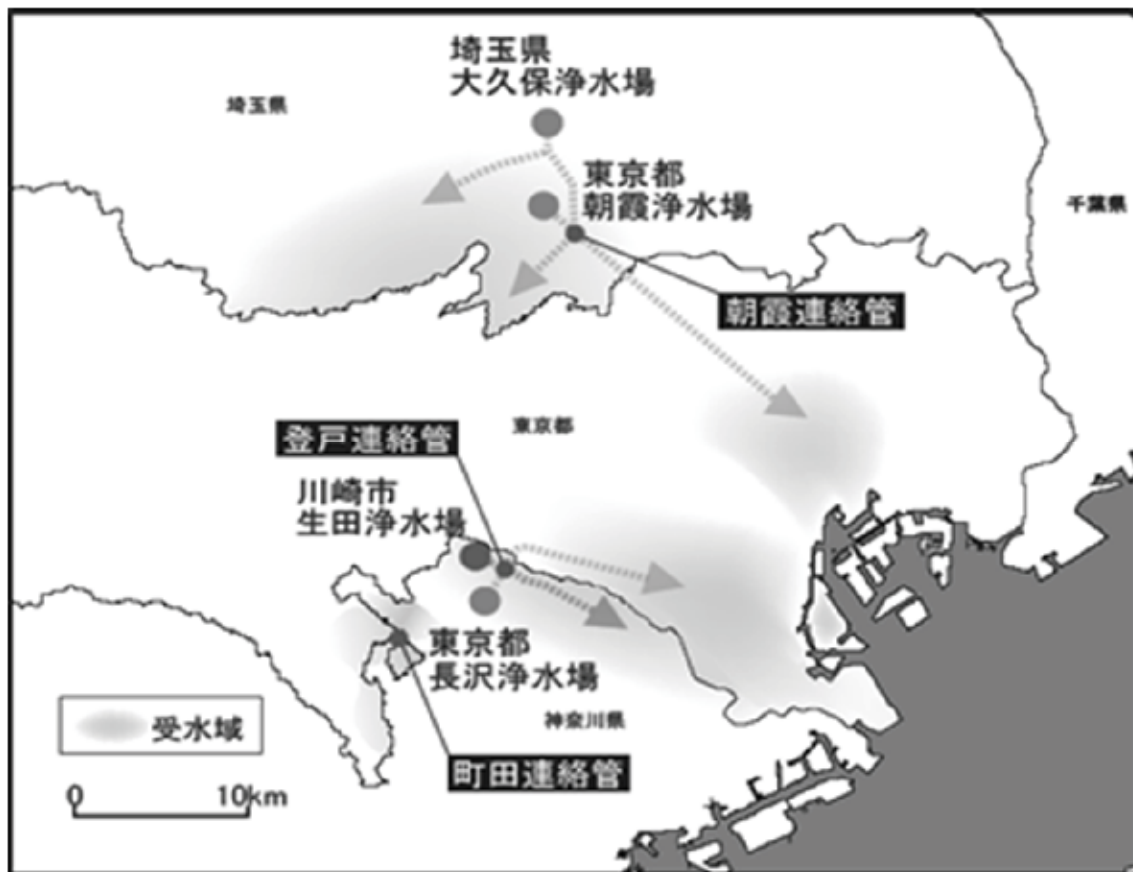 埼玉県
大久保浄水場
埼玉県
東京都
朝霞浄水場
千葉県
朝霞連絡管
東京都
登戸連絡管
川崎市
生田浄水場
東京都
長沢浄水場
神奈川県
受水域
町田連絡管
0 10km